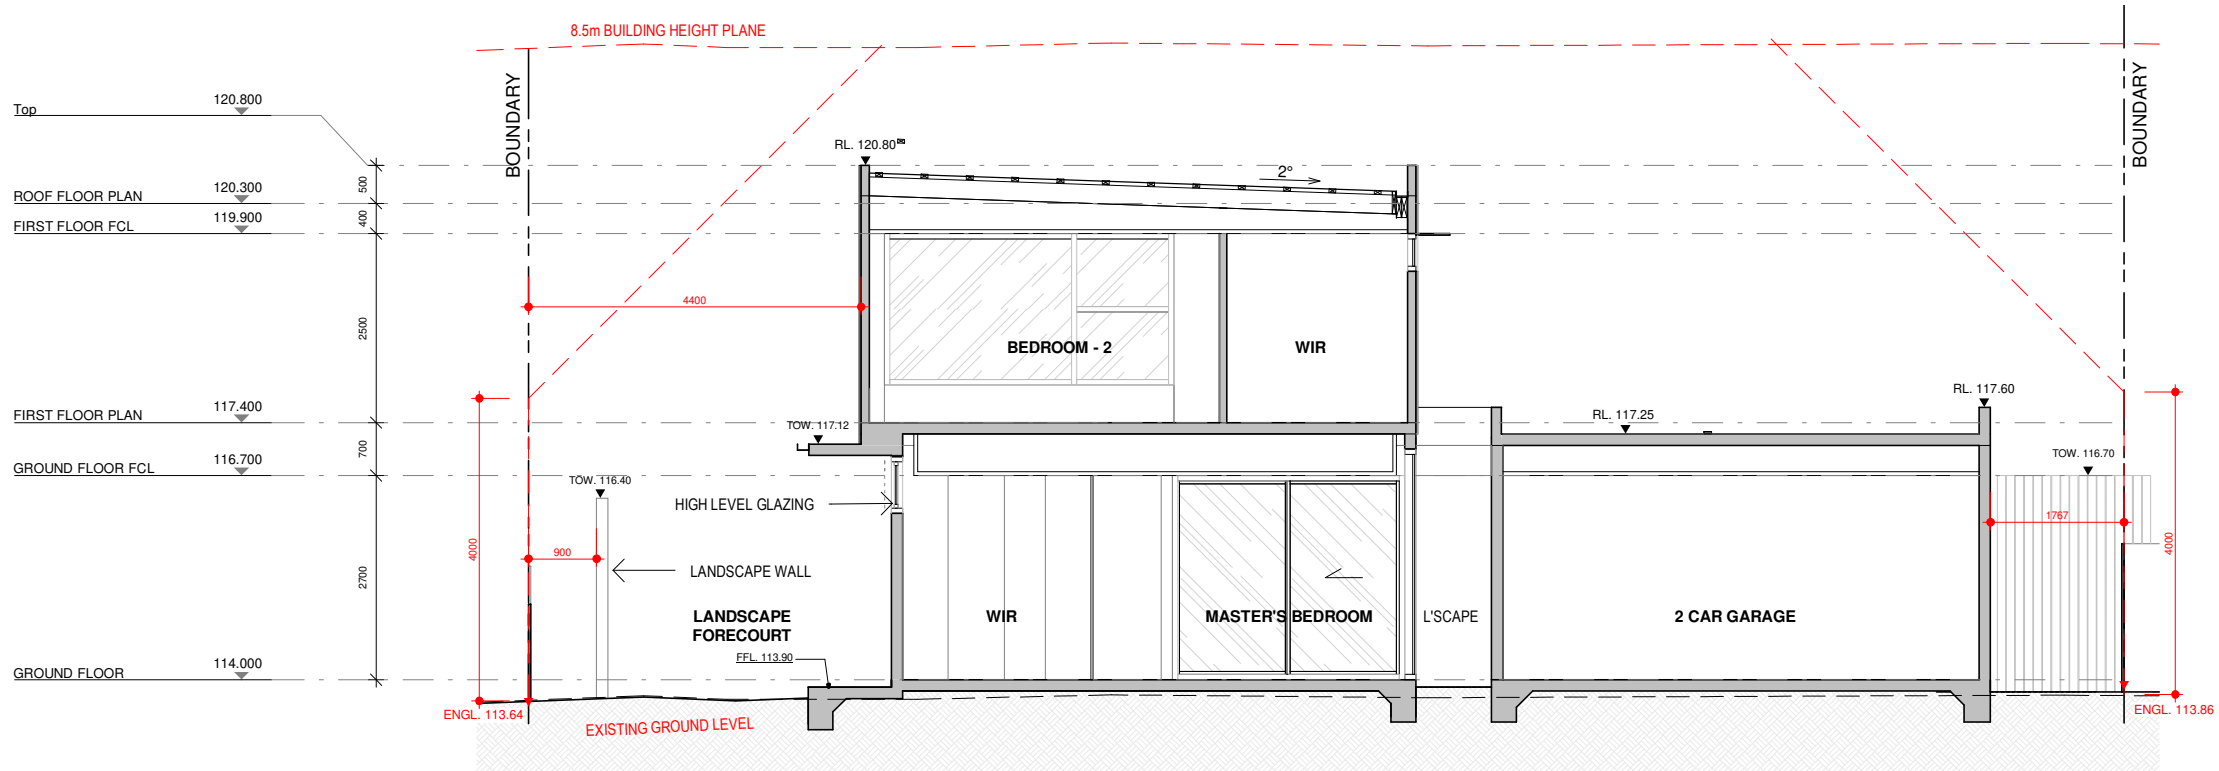 8.5m BUILDING HEIGHT PLANE
BOUNDARY
BOUNDARY
Top
120.800
RL. 120.80
2°
500
ROOF FLOOR PLAN
120.300
400
FIRST FLOOR FCL
119.900
4400
2500
BEDROOM - 2
WIR
FIRST FLOOR PLAN
117.400
RL. 117.60
RL. 117.25
TOW. 117.12
700
GROUND FLOOR FCL
116.700
TOW. 116.70
TOW. 116.40
HIGH LEVEL GLAZING
1767
4000
900
4000
2700
LANDSCAPE WALL
LANDSCAPE
FORECOURT
WIR
MASTER'S BEDROOM
L'SCAPE
2 CAR GARAGE
FFL. 113.90
GROUND FLOOR
114.000
ENGL. 113.64
ENGL. 113.86
EXISTING GROUND LEVEL